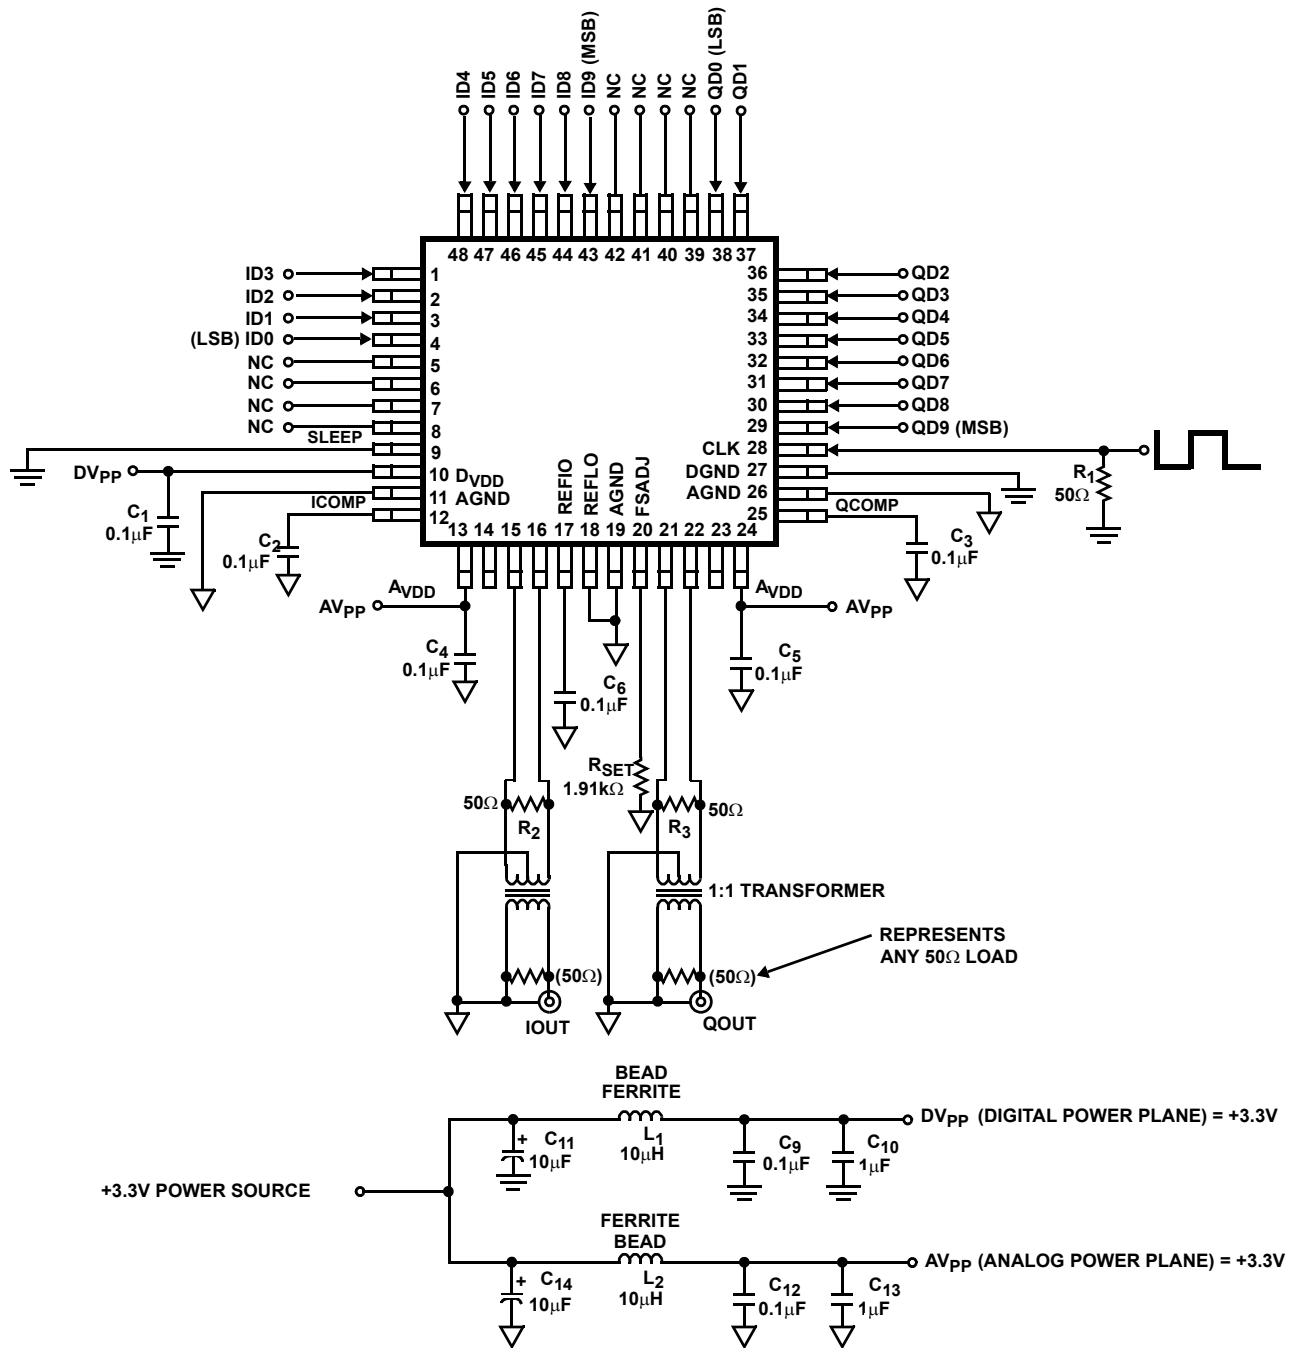 ID4
ID5
ID6
ID7
ID8
ID9 (MSB)
NC
NC
NC
NC
QD0 (LSB)
QD1
48 47 46 45 44 43 42 41 40 39 38 37
ID3
ID2
ID1
(LSB) ID0
NC
NC
NC
NC
SLEEP
DVPP
ICOMP
1
2
3
4
5
6
7
8
9
10 DVDD
11 AGND
12
C1
0.1µF
C2
0.1µF
36
35
34
33
32
31
30
29
CLK 28
DGND 27
AGND 26
25
QD2
QD3
QD4
QD5
QD6
QD7
QD8
QD9 (MSB)
R1
50Ω
QCOMP
C3
0.1µF
REFIO
REFLO
AGND
FSADJ
13 14 15 16 17 18 19 20 21 22 23 24
AVDD
AVPP
C4
0.1µF
C6
0.1µF
AVDD
AVPP
C5
0.1µF
RSET
1.91kΩ
50Ω
R2
R3
50Ω
1:1 TRANSFORMER
REPRESENTS
ANY 50Ω LOAD
(50Ω)
(50Ω)
IOUT
QOUT
BEAD
FERRITE
L1
10µH
+
C11
10µF
C9
0.1µF
C10
1µF
DVPP (DIGITAL POWER PLANE) = +3.3V
+3.3V POWER SOURCE
FERRITE
BEAD
L2
10µH
+
C14
10µF
C12
0.1µF
C13
1µF
AVPP (ANALOG POWER PLANE) = +3.3V